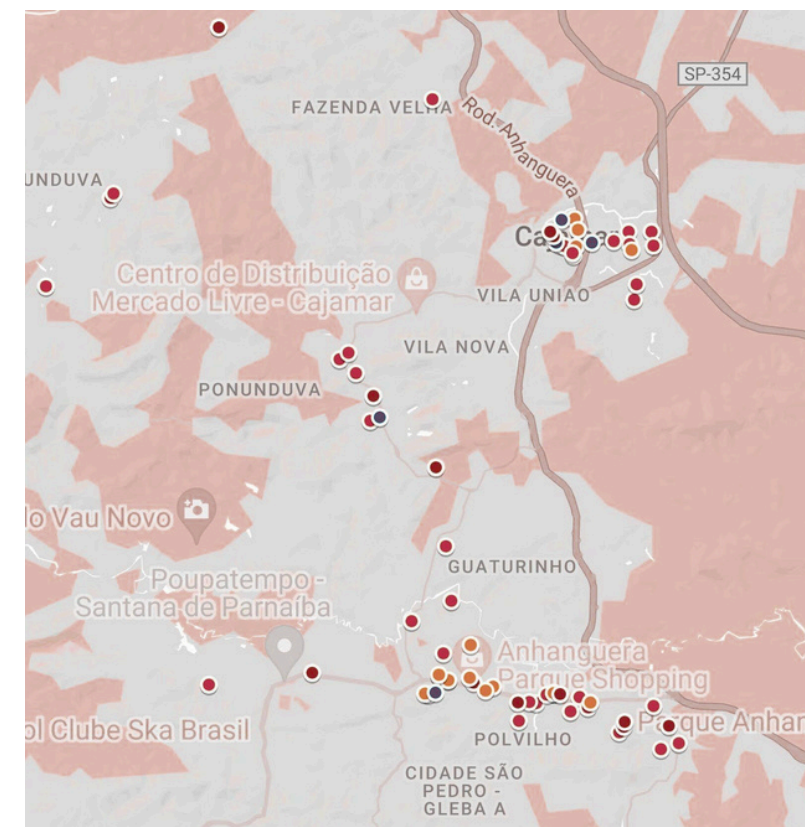 SP-354
FAZENDA VELHA
Rod. Anhanguera
UNDUVA
Centro de Distribuição
Mercado Livre - Cajamar
VILA UNIAO
VILA NOVA
PONUNDUVA
lo Vau Novo
GUATURINHO
Poupatempo -
Santana de Parnaíba
Anhanguera
Parque Shopping
ol Clube Ska Brasil
Parque Anhan
POLVILHO
CIDADE SÃO
PEDRO -
GLEBA A